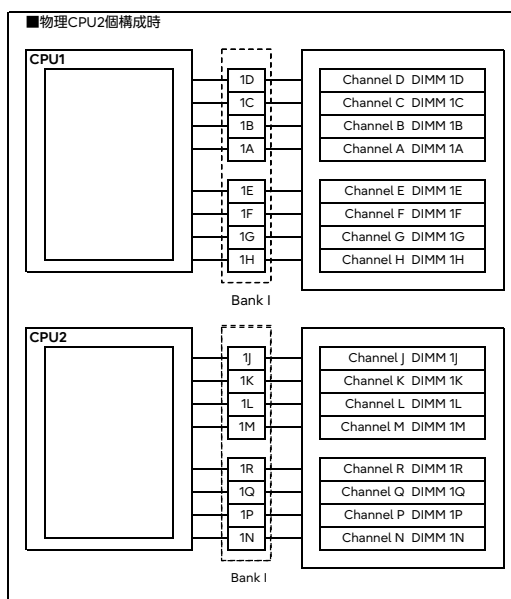 ■物理CPU2個構成時
CPU1
1D Channel D DIMM 1D
1C Channel C DIMM 1C
1B Channel B DIMM 1B
1A Channel A DIMM 1A
1E Channel E DIMM 1E
1F Channel F DIMM 1F
1G Channel G DIMM 1G
1H Channel H DIMM 1H
Bank I
CPU2
1J Channel J DIMM 1J
1K Channel K DIMM 1K
1L Channel L DIMM 1L
1M Channel M DIMM 1M
1R Channel R DIMM 1R
1Q Channel Q DIMM 1Q
1P Channel P DIMM 1P
1N Channel N DIMM 1N
Bank I